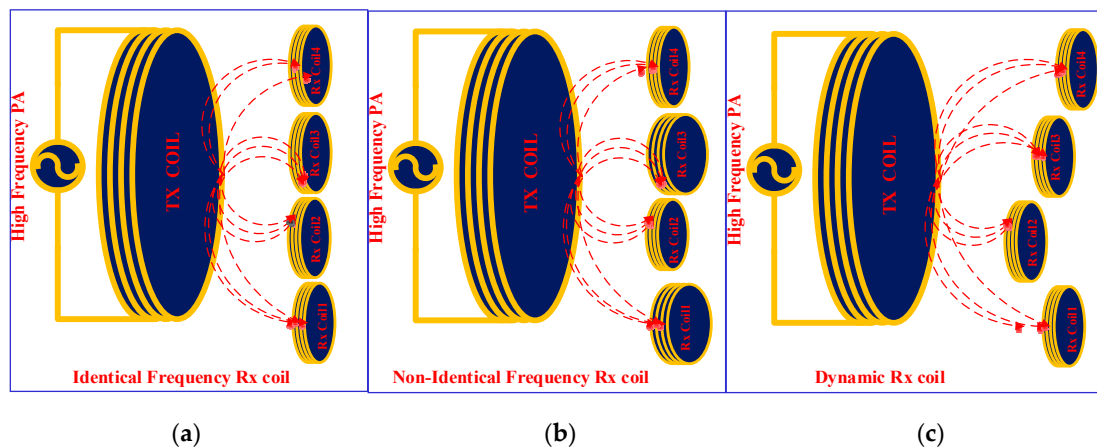 High Frequency PA
TX COIL
Rx Coil4
Rx Coil3
Rx Coil2
Rx Coil1
Identical Frequency Rx coil
High Frequency PA
TX COIL
Rx Coil4
Rx Coil3
Rx Coil2
Rx Coil1
Non-Identical Frequency Rx coil
High Frequency PA
TX COIL
Rx Coil4
Rx Coil3
Rx Coil2
Rx Coil1
Dynamic Rx coil
(a)
(b)
(c)